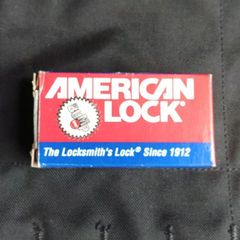 AMERICAN
LOCK®
The Locksmith's Lock® Since 1912